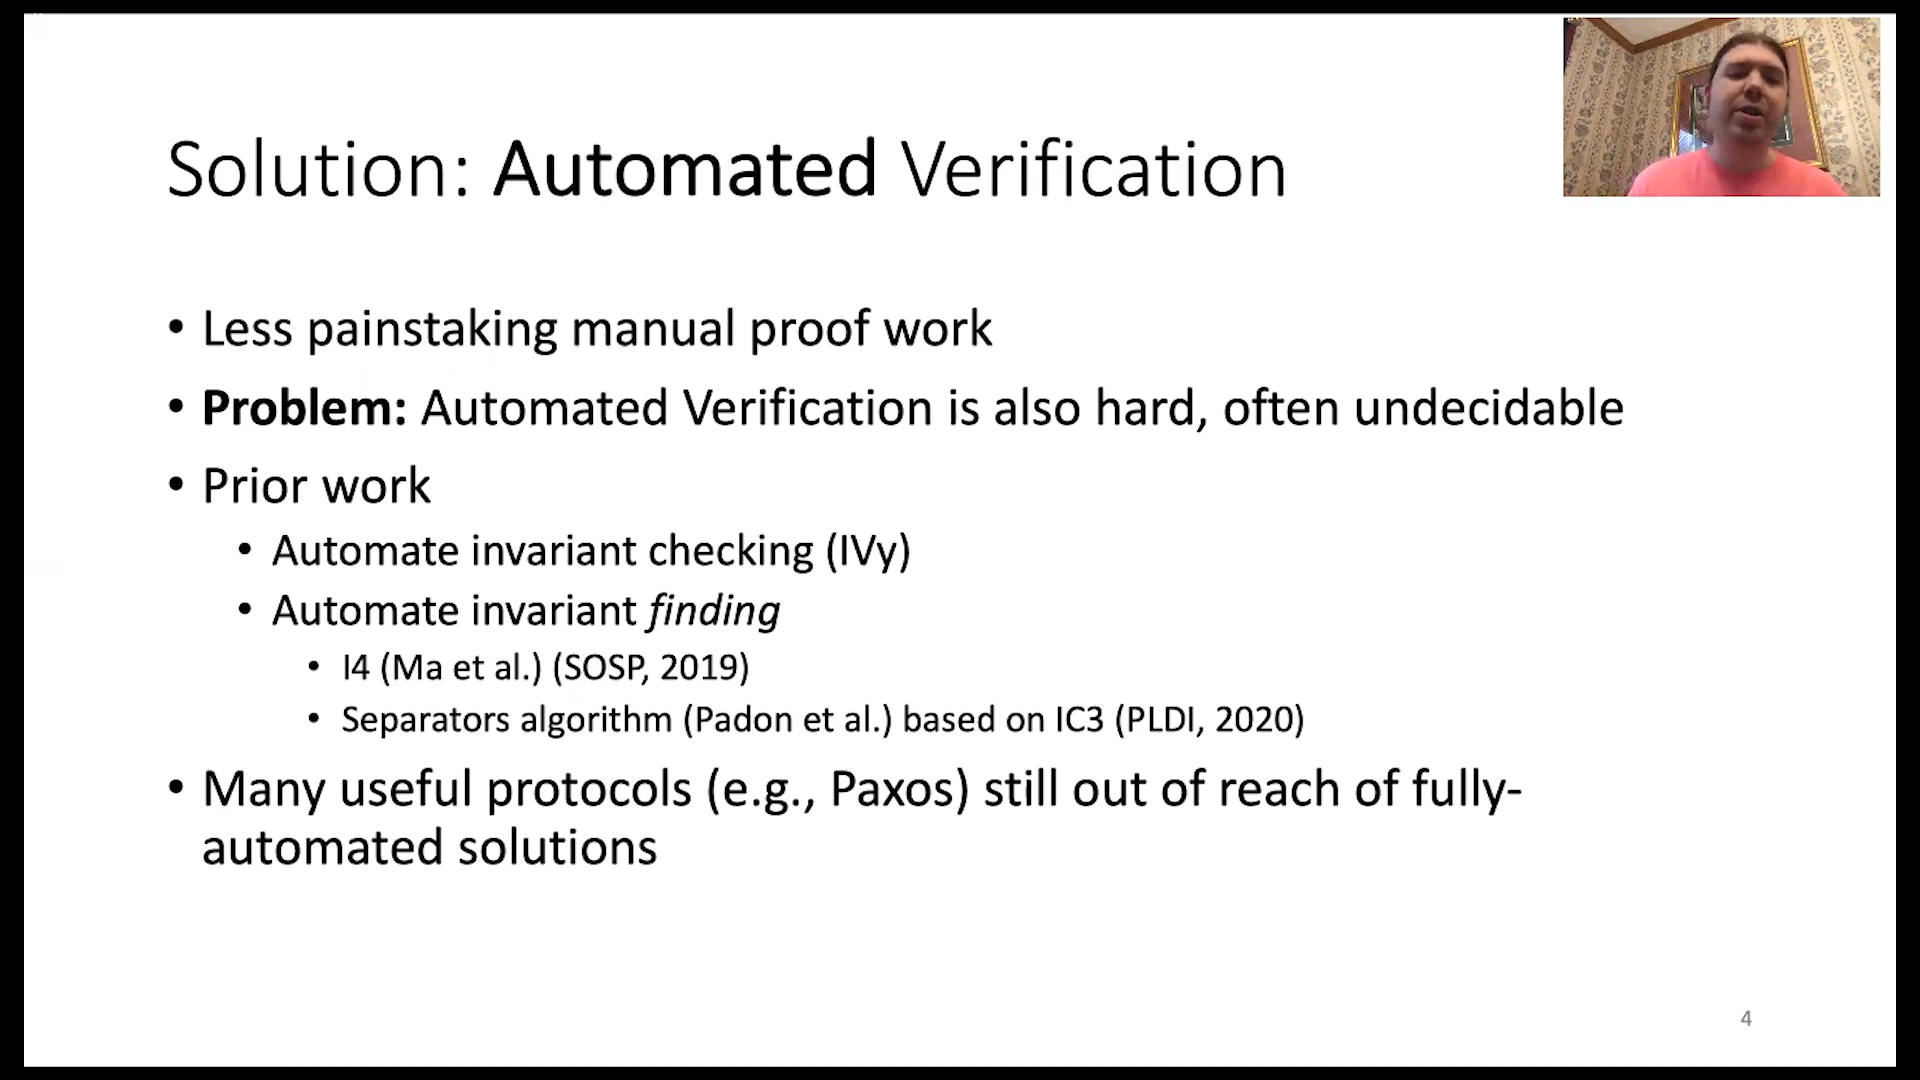 Solution: Automated Verification
• Less painstaking manual proof work
• Problem: Automated Verification is also hard, often undecidable
• Prior work
• Automate invariant checking (IVy)
• Automate invariant finding
• I4 (Ma et al.) (SOSP, 2019)
• Separators algorithm (Padon et al.) based on IC3 (PLDI, 2020)
• Many useful protocols (e.g., Paxos) still out of reach of fully-
automated solutions
4